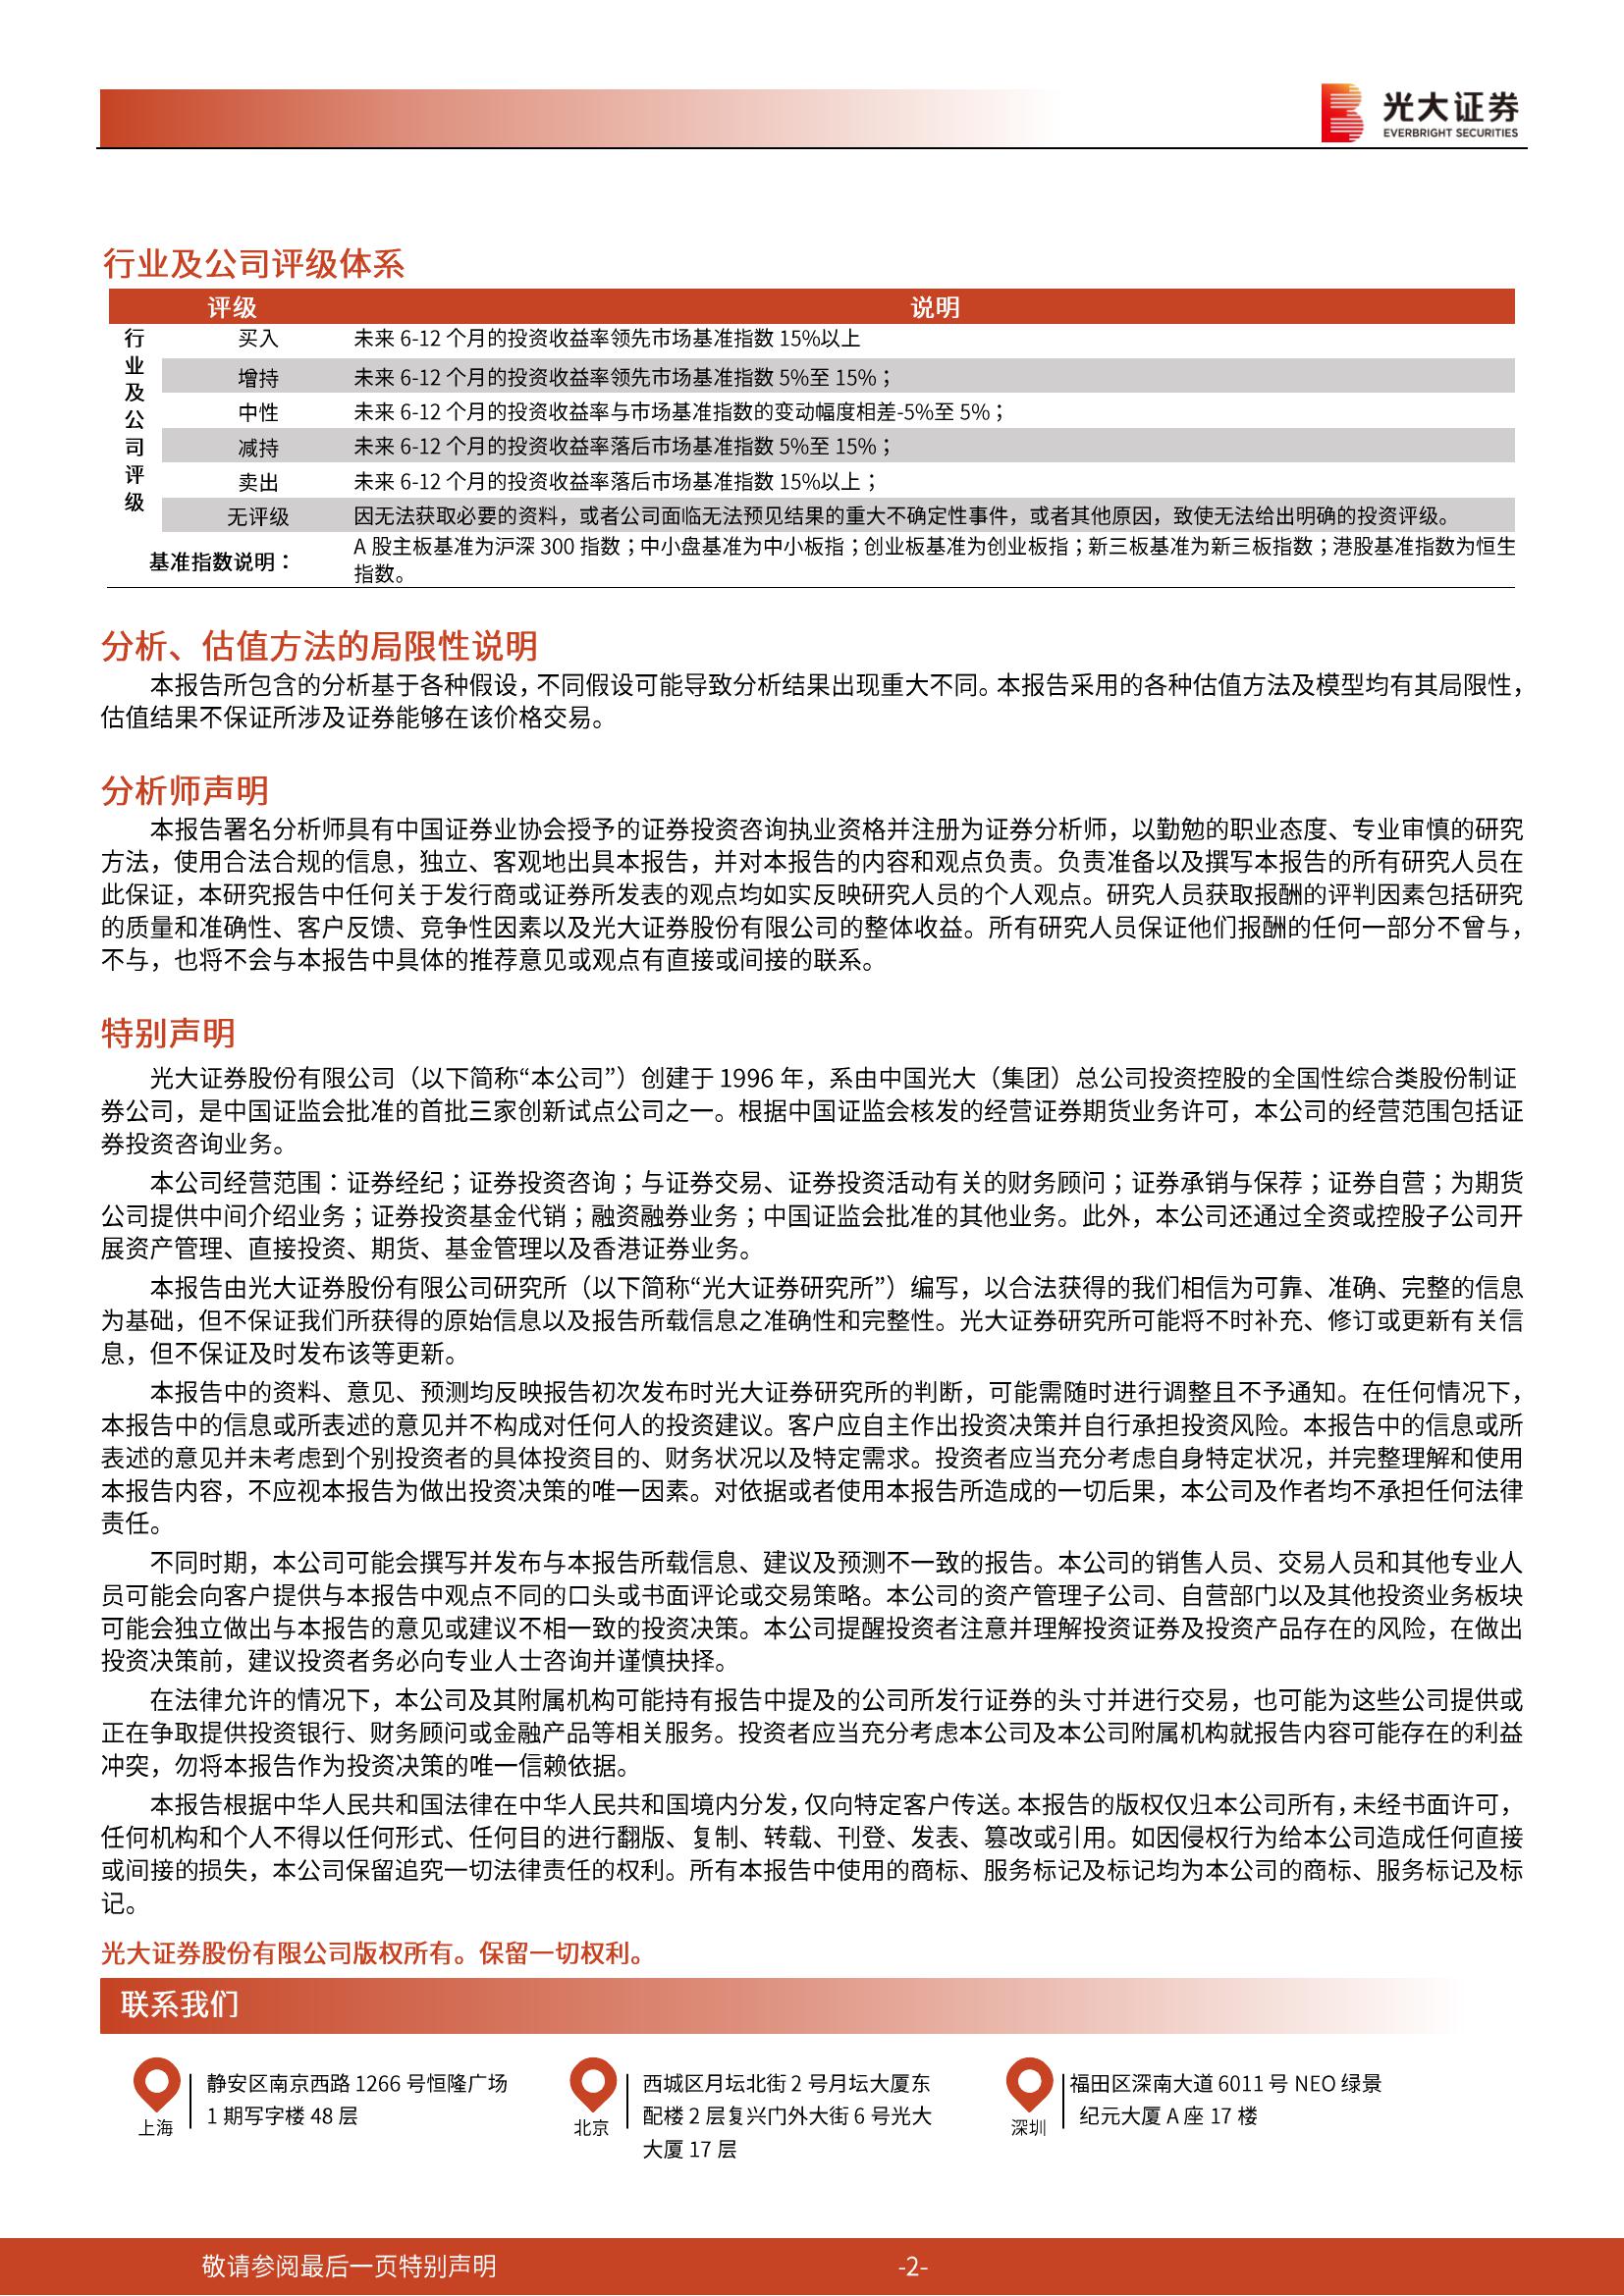 光大证券
EVERBRIGHT SECURITIES
行业及公司评级体系
评级 说明
行业及公司评级
买入 未来 6-12 个月的投资收益率领先市场基准指数 15%以上
增持 未来 6-12 个月的投资收益率领先市场基准指数 5%至 15%；
中性 未来 6-12 个月的投资收益率与市场基准指数的变动幅度相差-5%至 5%；
减持 未来 6-12 个月的投资收益率落后市场基准指数 5%至 15%；
卖出 未来 6-12 个月的投资收益率落后市场基准指数 15%以上；
无评级 因无法获取必要的资料，或者公司面临无法预见结果的重大不确定性事件，或者其他原因，致使无法给出明确的投资评级。
基准指数说明： A 股主板基准为沪深 300 指数；中小盘基准为中小板指；创业板基准为创业板指；新三板基准为新三板指数；港股基准指数为恒生
指数。
分析、估值方法的局限性说明
本报告所包含的分析基于各种假设，不同假设可能导致分析结果出现重大不同。本报告采用的各种估值方法及模型均有其局限性，
估值结果不保证所涉及证券能够在该价格交易。
分析师声明
本报告署名分析师具有中国证券业协会授予的证券投资咨询执业资格并注册为证券分析师，以勤勉的职业态度、专业审慎的研究
方法，使用合法合规的信息，独立、客观地出具本报告，并对本报告的内容和观点负责。负责准备以及撰写本报告的所有研究人员在
此保证，本研究报告中任何关于发行商或证券所发表的观点均如实反映研究人员的个人观点。研究人员获取报酬的评判因素包括研究
的质量和准确性、客户反馈、竞争性因素以及光大证券股份有限公司的整体收益。所有研究人员保证他们报酬的任何一部分不曾与，
不与，也将不会与本报告中具体的推荐意见或观点有直接或间接的联系。
特别声明
光大证券股份有限公司（以下简称“本公司”）创建于 1996 年，系由中国光大（集团）总公司投资控股的全国性综合类股份制证
券公司，是中国证监会批准的首批三家创新试点公司之一。根据中国证监会核发的经营证券期货业务许可，本公司的经营范围包括证
券投资咨询业务。
本公司经营范围：证券经纪；证券投资咨询；与证券交易、证券投资活动有关的财务顾问；证券承销与保荐；证券自营；为期货
公司提供中间介绍业务；证券投资基金代销；融资融券业务；中国证监会批准的其他业务。此外，本公司还通过全资或控股子公司开
展资产管理、直接投资、期货、基金管理以及香港证券业务。
本报告由光大证券股份有限公司研究所（以下简称“光大证券研究所”）编写，以合法获得的我们相信为可靠、准确、完整的信息
为基础，但不保证我们所获得的原始信息以及报告所载信息之准确性和完整性。光大证券研究所可能将不时补充、修订或更新有关信
息，但不保证及时发布该等更新。
本报告中的资料、意见、预测均反映报告初次发布时光大证券研究所的判断，可能需随时进行调整且不予通知。在任何情况下，
本报告中的信息或所表述的意见并不构成对任何人的投资建议。客户应自主作出投资决策并自行承担投资风险。本报告中的信息或所
表述的意见并未考虑到个别投资者的具体投资目的、财务状况以及特定需求。投资者应当充分考虑自身特定状况，并完整理解和使用
本报告内容，不应视本报告为做出投资决策的唯一因素。对依据或者使用本报告所造成的一切后果，本公司及作者均不承担任何法律
责任。
不同时期，本公司可能会撰写并发布与本报告所载信息、建议及预测不一致的报告。本公司的销售人员、交易人员和其他专业人
员可能会向客户提供与本报告中观点不同的口头或书面评论或交易策略。本公司的资产管理子公司、自营部门以及其他投资业务板块
可能会独立做出与本报告的意见或建议不相一致的投资决策。本公司提醒投资者注意并理解投资证券及投资产品存在的风险，在做出
投资决策前，建议投资者务必向专业人士咨询并谨慎抉择。
在法律允许的情况下，本公司及其附属机构可能持有报告中提及的公司所发行证券的头寸并进行交易，也可能为这些公司提供或
正在争取提供投资银行、财务顾问或金融产品等相关服务。投资者应当充分考虑本公司及本公司附属机构就报告内容可能存在的利益
冲突，勿将本报告作为投资决策的唯一信赖依据。
本报告根据中华人民共和国法律在中华人民共和国境内分发，仅向特定客户传送。本报告的版权仅归本公司所有，未经书面许可，
任何机构和个人不得以任何形式、任何目的进行翻版、复制、转载、刊登、发表、篡改或引用。如因侵权行为给本公司造成任何直接
或间接的损失，本公司保留追究一切法律责任的权利。所有本报告中使用的商标、服务标记及标记均为本公司的商标、服务标记及标
记。
光大证券股份有限公司版权所有。保留一切权利。
联系我们
上海
静安区南京西路 1266 号恒隆广场
1 期写字楼 48 层
北京
西城区月坛北街 2 号月坛大厦东
配楼 2 层复兴门外大街 6 号光大
大厦 17 层
深圳
福田区深南大道 6011 号 NEO 绿景
纪元大厦 A 座 17 楼
敬请参阅最后一页特别声明 -2-